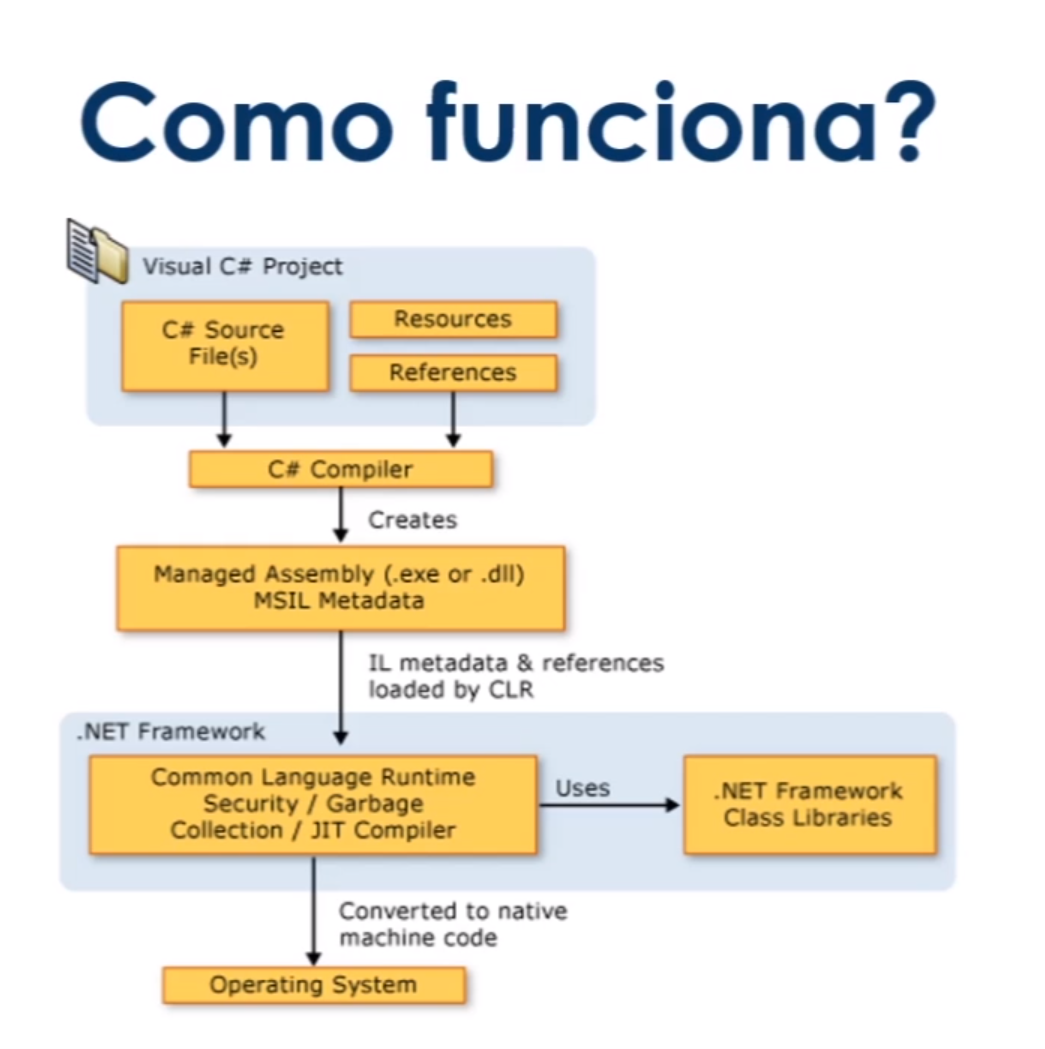 Como funciona?
Visual C# Project
C# Source
File(s)
Resources
References
C# Compiler
Creates
Managed Assembly (.exe or .dll)
MSIL Metadata
IL metadata & references
loaded by CLR
.NET Framework
Common Language Runtime
Security / Garbage
Collection / JIT Compiler
Uses
.NET Framework
Class Libraries
Converted to native
machine code
Operating System